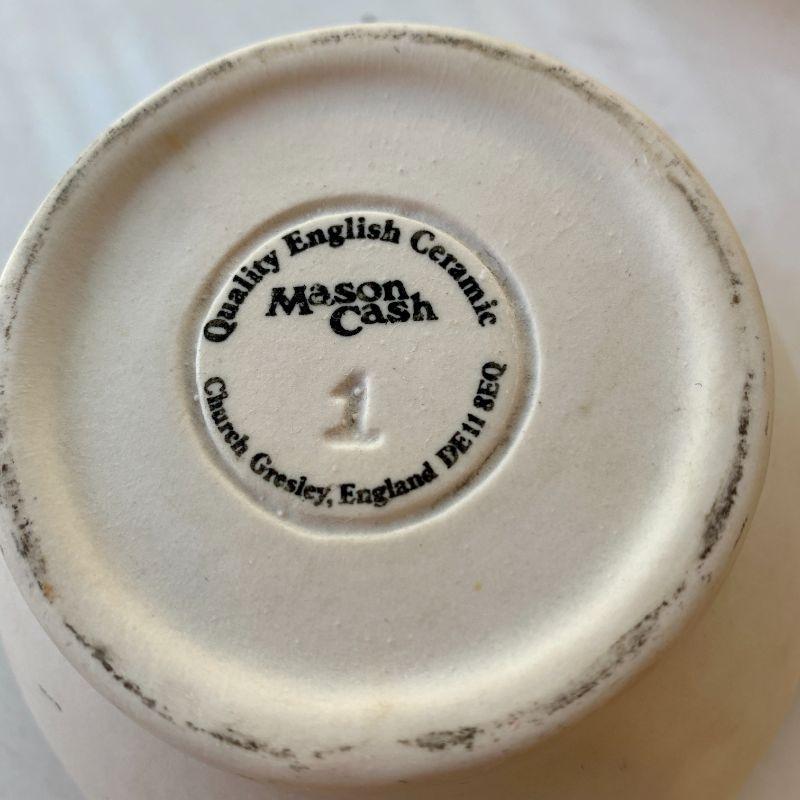 Quality English Ceramic
Mason
Cash
1
Church Gresley, England DE11 8EQ